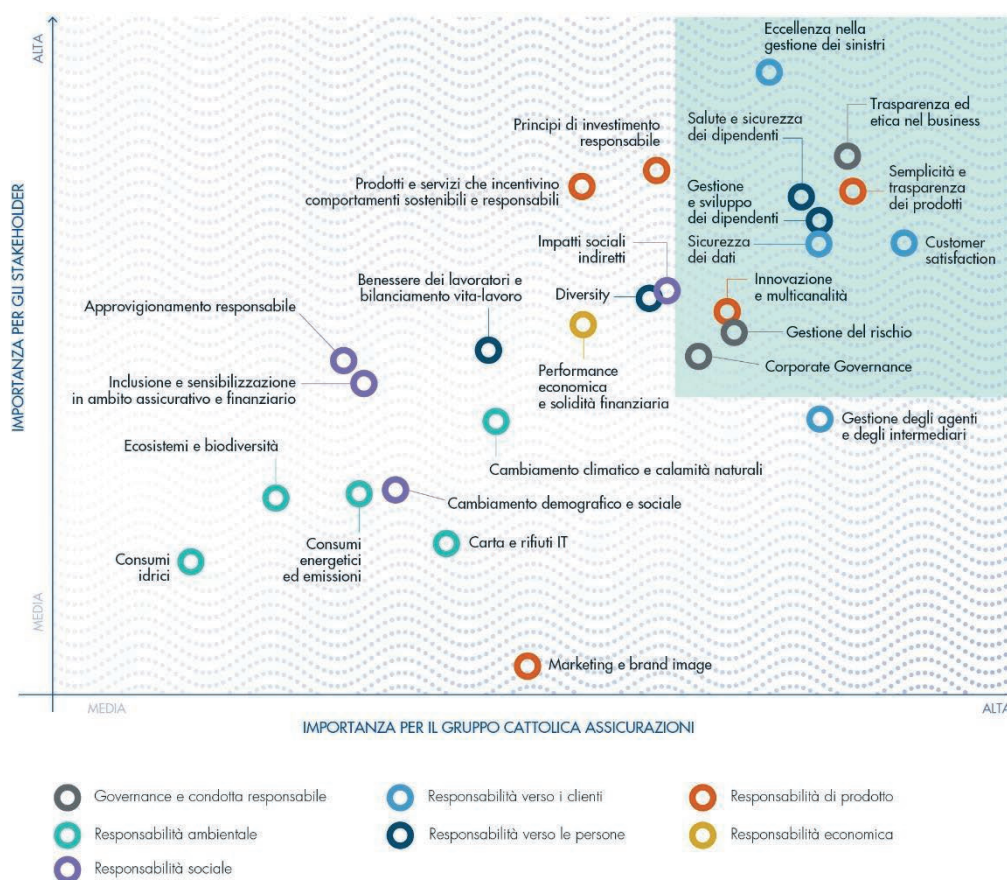 ALTA
IMPORTANZA PER GLI STAKEHOLDER
MEDIA
Eccellenza nella
gestione dei sinistri
Trasparenza ed
etica nel business
Salute e sicurezza
dei dipendenti
Principi di investimento
responsabile
Semplicità e
trasparenza
dei prodotti
Prodotti e servizi che incentivino
comportamenti sostenibili e responsabili
Gestione
e sviluppo
dei dipendenti
Impatti sociali
indiretti
Sicurezza
dei dati
Customer
satisfaction
Benessere dei lavoratori e
bilanciamento vita-lavoro
Diversity
Innovazione
e multicanalità
Approvigionamento responsabile
Gestione del rischio
Performance
economica
e solidità finanziaria
Corporate Governance
Inclusione e sensibilizzazione
in ambito assicurativo e finanziario
Gestione degli agenti
e degli intermediari
Ecosistemi e biodiversità
Cambiamento climatico e calamità naturali
Cambiamento demografico e sociale
Consumi
energetici
ed emissioni
Carta e rifiuti IT
Consumi
idrici
Marketing e brand image
MEDIA
ALTA
IMPORTANZA PER IL GRUPPO CATTOLICA ASSICURAZIONI
Governance e condotta responsabile
Responsabilità verso i clienti
Responsabilità di prodotto
Responsabilità ambientale
Responsabilità verso le persone
Responsabilità economica
Responsabilità sociale